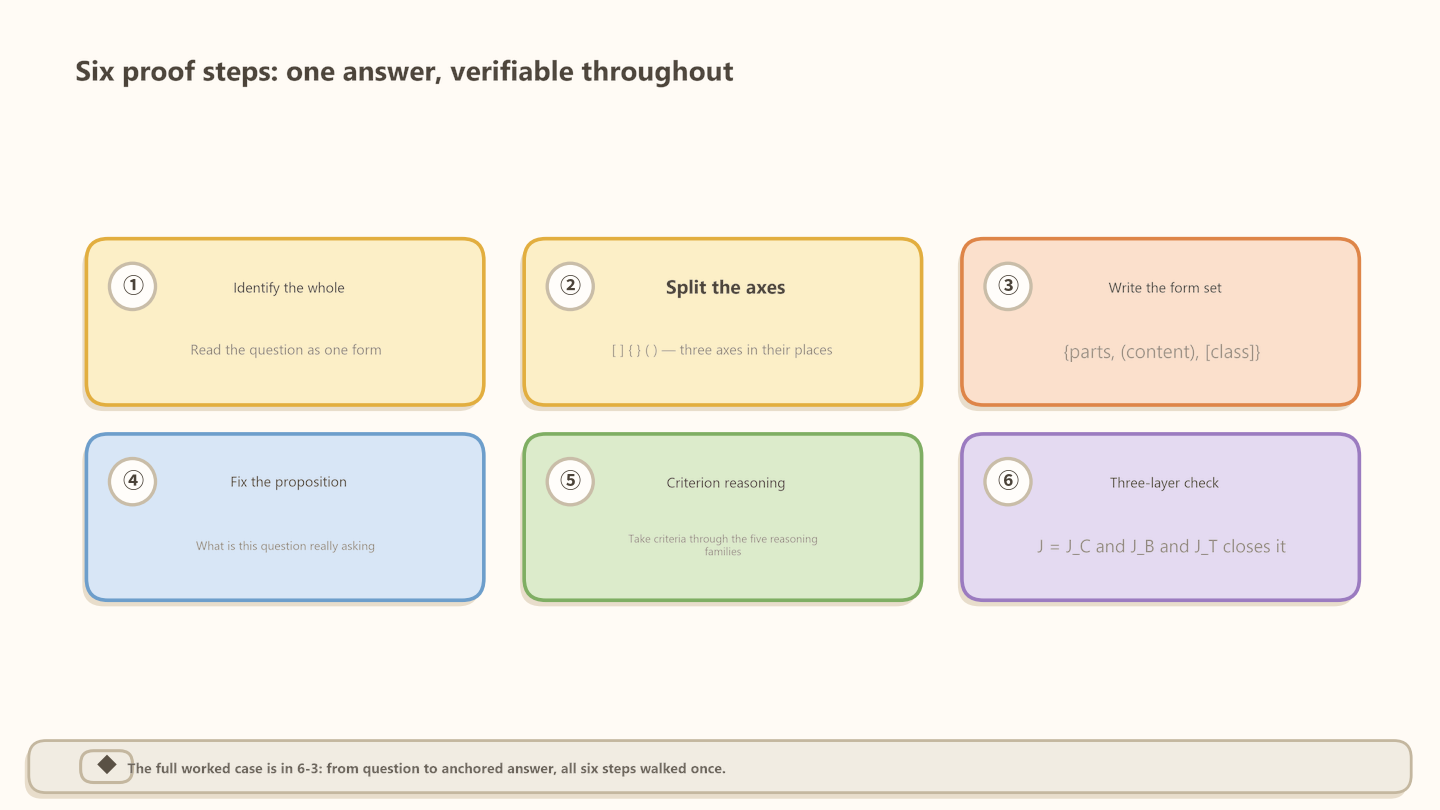 Six proof steps: one answer, verifiable throughout
①
Identify the whole
Read the question as one form
②
Split the axes
[ ] { } ( ) — three axes in their places
③
Write the form set
{parts, (content), [class]}
④
Fix the proposition
What is this question really asking
⑤
Criterion reasoning
Take criteria through the five reasoning
families
⑥
Three-layer check
J = J_C and J_B and J_T closes it
◆
The full worked case is in 6-3: from question to anchored answer, all six steps walked once.